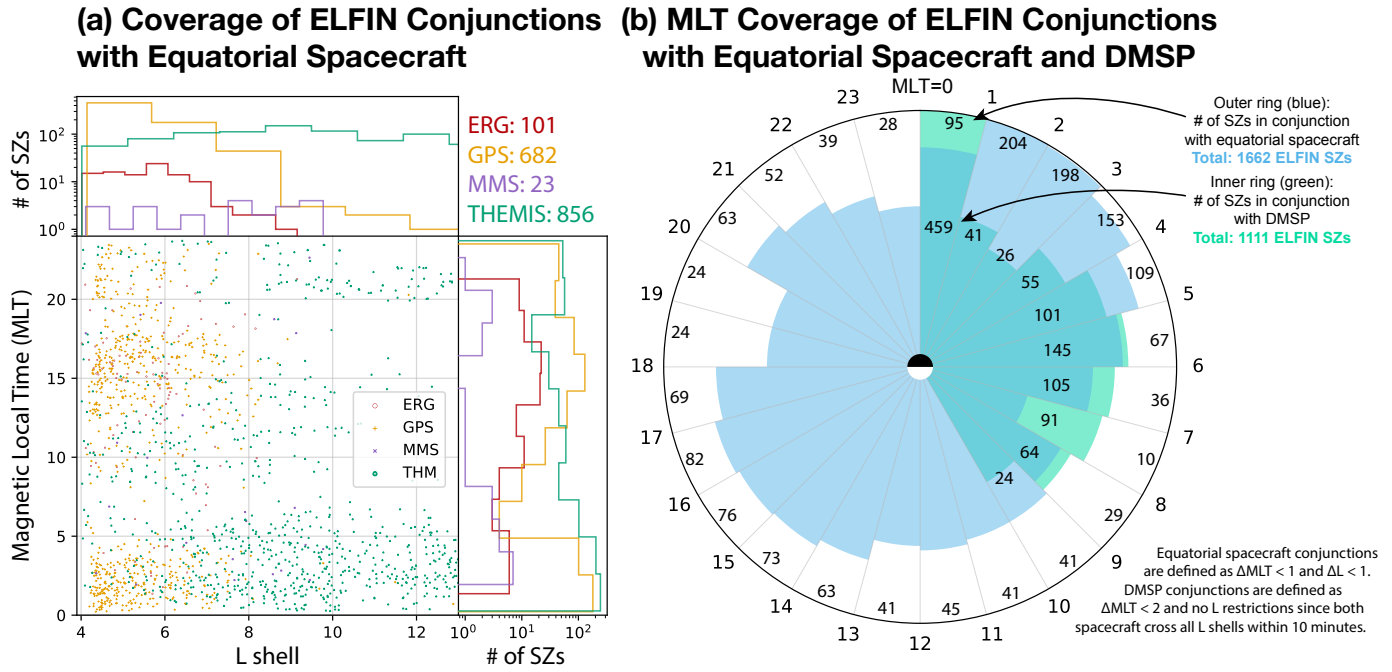 (a) Coverage of ELFIN Conjunctions
with Equatorial Spacecraft
# of SZs
10²
10¹
10⁰
ERG: 101
GPS: 682
MMS: 23
THEMIS: 856
Magnetic Local Time (MLT)
20
15
10
5
0
ERG
GPS
MMS
THM
4
6
8
10
12
L shell
10⁰
10¹
10²
# of SZs
(b) MLT Coverage of ELFIN Conjunctions
with Equatorial Spacecraft and DMSP
MLT=0
1
2
3
4
5
6
7
8
9
10
11
12
13
14
15
16
17
18
19
20
21
22
23
95
204
198
153
109
67
36
10
29
41
41
45
41
63
73
76
82
69
24
24
63
52
39
28
459
41
26
55
101
145
105
91
64
24
Outer ring (blue):
# of SZs in conjunction
with equatorial spacecraft
Total: 1662 ELFIN SZs
Inner ring (green):
# of SZs in conjunction
with DMSP
Total: 1111 ELFIN SZs
Equatorial spacecraft conjunctions
are defined as ΔMLT < 1 and ΔL < 1.
DMSP conjunctions are defined as
ΔMLT < 2 and no L restrictions since both
spacecraft cross all L shells within 10 minutes.